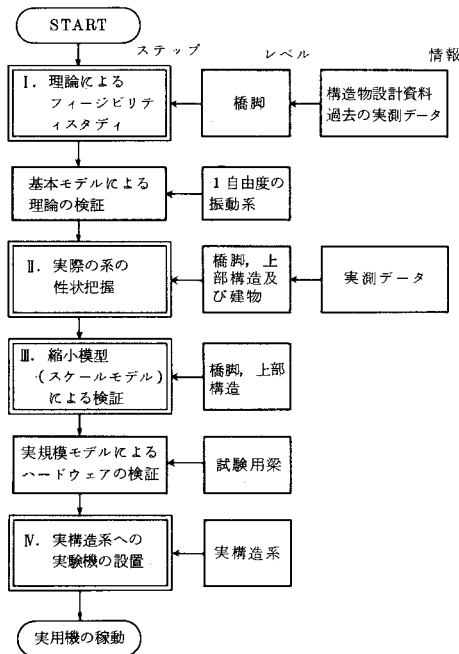 START
ステップ
レベル
情報
Ⅰ. 理論による
フィージビリテ
ィスタディ
橋脚
構造物設計資料
過去の実測データ
基本モデルによる
理論の検証
1自由度の
振動系
Ⅱ. 実際の系の
性状把握
橋脚, 上
部構造及
び建物
実測データ
Ⅲ. 縮小模型
(スケールモデル)
による検証
橋脚, 上部
構造
実規模モデルによる
ハードウェアの検証
試験用梁
Ⅳ. 実構造系への
実験機の設置
実構造系
実用機の稼動